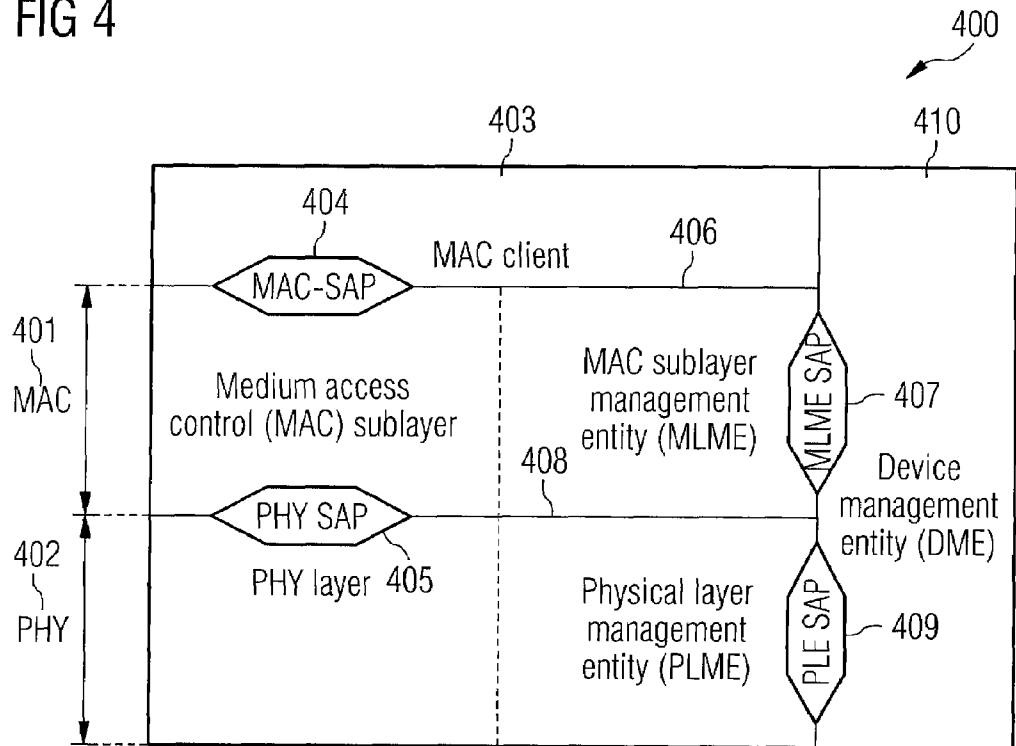 FIG 4
400
403
410
404
MAC client
406
MAC-SAP
401
MAC
Medium access
control (MAC) sublayer
MAC sublayer
management
entity (MLME)
MLME SAP
407
408
Device
management
entity (DME)
PHY SAP
405
PHY layer
402
PHY
Physical layer
management
entity (PLME)
PLE SAP
409